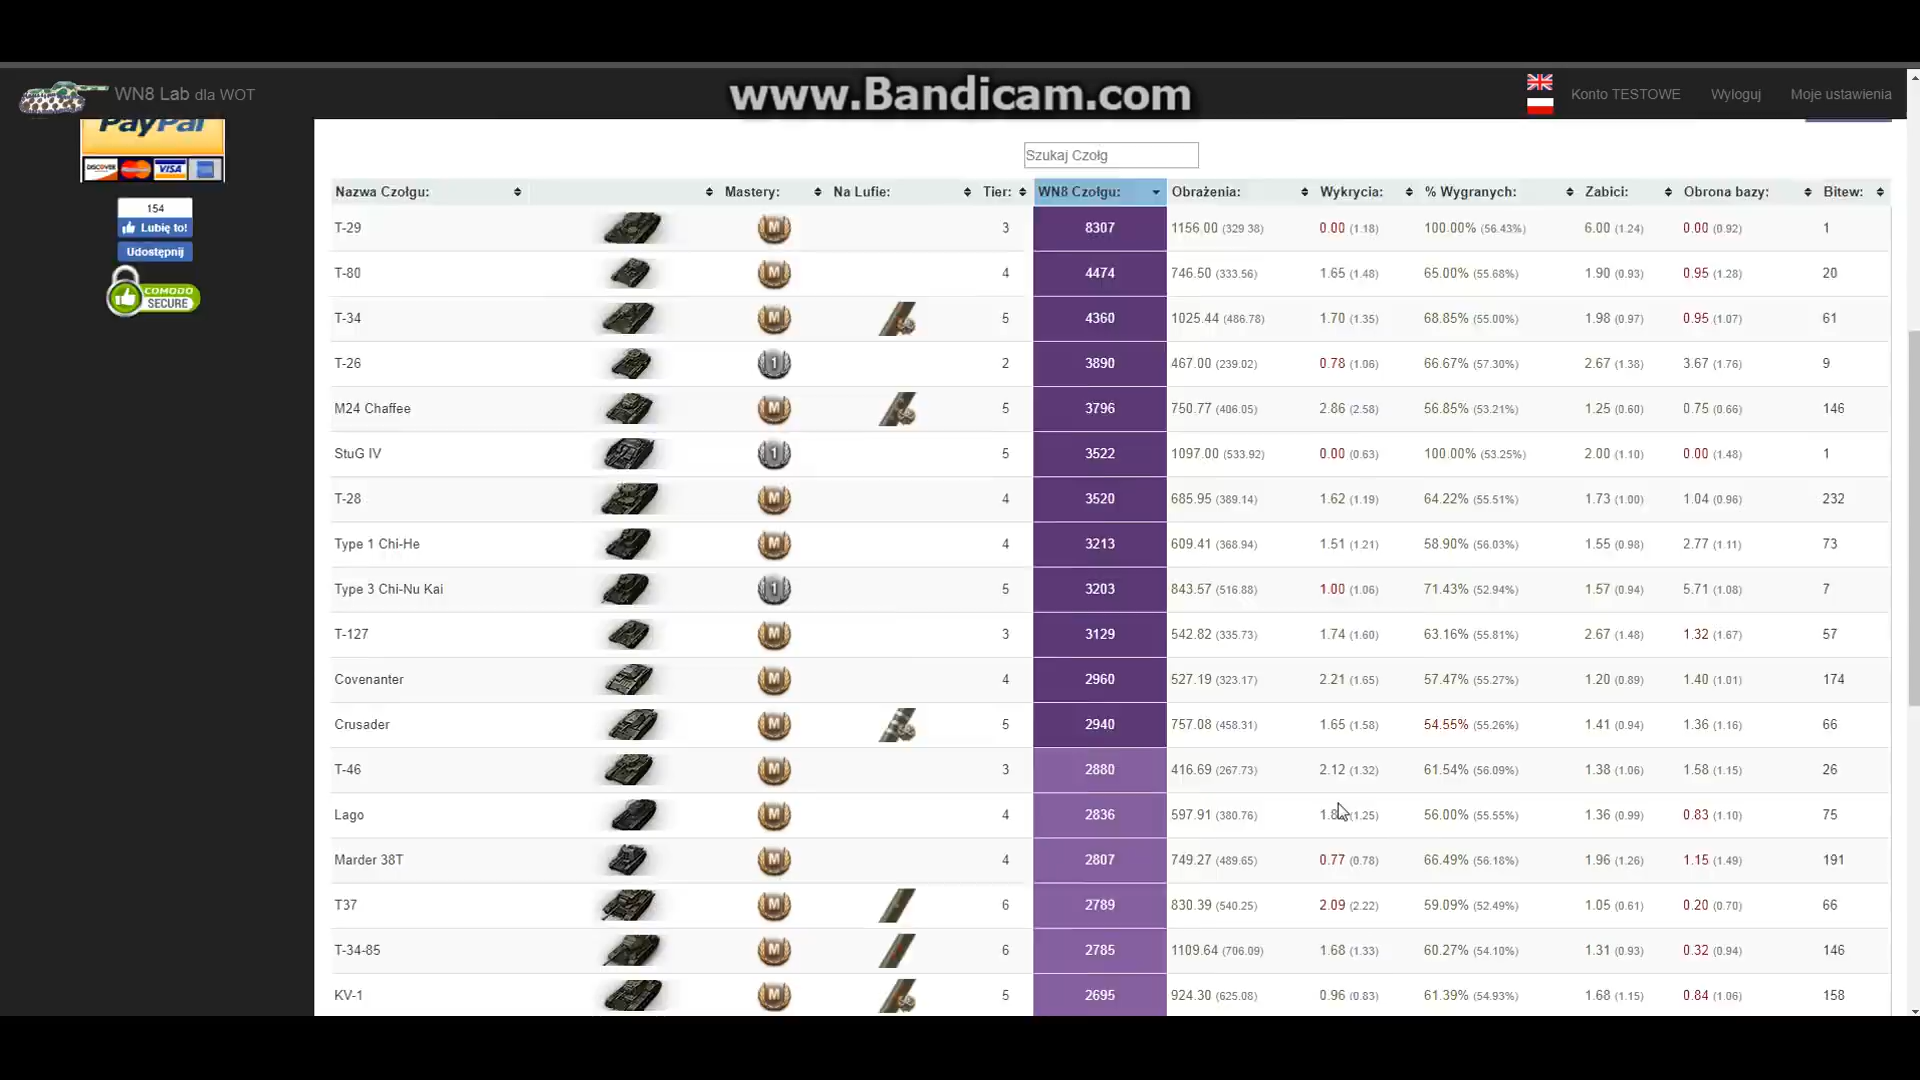 www.Bandicam.com
WN8 Lab dla WOT
Konto TESTOWE Wyloguj Moje ustawienia
PayPal
DISCOVER VISA
154
Lubię to!
Udostępnij
COMODO
SECURE
Szukaj Czołg
Nazwa Czołgu: Mastery: Na Lufie: Tier: WN8 Czołgu: Obrażenia: Wykrycia: % Wygranych: Zabici: Obrona bazy: Bitew:
T-29 M 3 8307 1156.00 (329.38) 0.00 (1.18) 100.00% (56.43%) 6.00 (1.24) 0.00 (0.92) 1
T-80 M 4 4474 746.50 (333.56) 1.65 (1.48) 65.00% (55.68%) 1.90 (0.93) 0.95 (1.28) 20
T-34 M 5 4360 1025.44 (486.78) 1.70 (1.35) 68.85% (55.00%) 1.98 (0.97) 0.95 (1.07) 61
T-26 1 2 3890 467.00 (239.02) 0.78 (1.06) 66.67% (57.30%) 2.67 (1.38) 3.67 (1.76) 9
M24 Chaffee M 5 3796 750.77 (406.05) 2.86 (2.58) 56.85% (53.21%) 1.25 (0.60) 0.75 (0.66) 146
StuG IV 1 5 3522 1097.00 (533.92) 0.00 (0.63) 100.00% (53.25%) 2.00 (1.10) 0.00 (1.48) 1
T-28 M 4 3520 685.95 (389.14) 1.62 (1.19) 64.22% (55.51%) 1.73 (1.00) 1.04 (0.96) 232
Type 1 Chi-He M 4 3213 609.41 (368.94) 1.51 (1.21) 58.90% (56.03%) 1.55 (0.98) 2.77 (1.11) 73
Type 3 Chi-Nu Kai 1 5 3203 843.57 (516.88) 1.00 (1.06) 71.43% (52.94%) 1.57 (0.94) 5.71 (1.08) 7
T-127 M 3 3129 542.82 (335.73) 1.74 (1.60) 63.16% (55.81%) 2.67 (1.48) 1.32 (1.67) 57
Covenanter M 4 2960 527.19 (323.17) 2.21 (1.65) 57.47% (55.27%) 1.20 (0.89) 1.40 (1.01) 174
Crusader M 5 2940 757.08 (458.31) 1.65 (1.58) 54.55% (55.26%) 1.41 (0.94) 1.36 (1.16) 66
T-46 M 3 2880 416.69 (267.73) 2.12 (1.32) 61.54% (56.09%) 1.38 (1.06) 1.58 (1.15) 26
Lago M 4 2836 597.91 (380.76) (1.25) 56.00% (55.55%) 1.36 (0.99) 0.83 (1.10) 75
Marder 38T M 4 2807 749.27 (489.65) 0.77 (0.78) 66.49% (56.18%) 1.96 (1.26) 1.15 (1.49) 191
T37 M 6 2789 830.39 (540.25) 2.09 (2.22) 59.09% (52.49%) 1.05 (0.61) 0.20 (0.70) 66
T-34-85 M 6 2785 1109.64 (706.09) 1.68 (1.33) 60.27% (54.10%) 1.31 (0.93) 0.32 (0.94) 146
KV-1 M 5 2695 924.30 (625.08) 0.96 (0.83) 61.39% (54.93%) 1.68 (1.15) 0.84 (1.06) 158